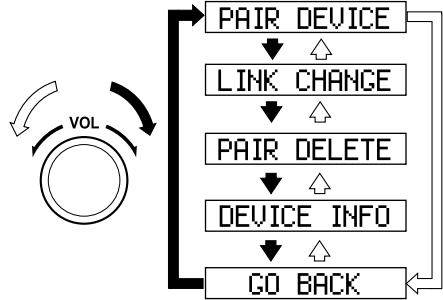 PAIR DEVICE
LINK CHANGE
VOL
PAIR DELETE
DEVICE INFO
GO BACK